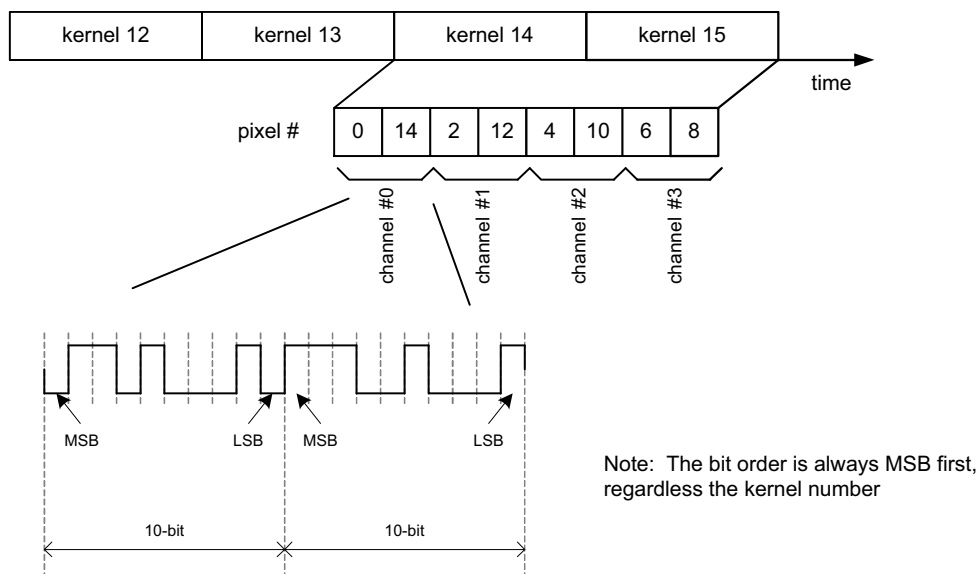 kernel 12 kernel 13 kernel 14 kernel 15
time
pixel # 0 14 2 12 4 10 6 8
channel #0 channel #1 channel #2 channel #3
MSB LSB MSB LSB
Note: The bit order is always MSB first,
regardless the kernel number
10-bit 10-bit